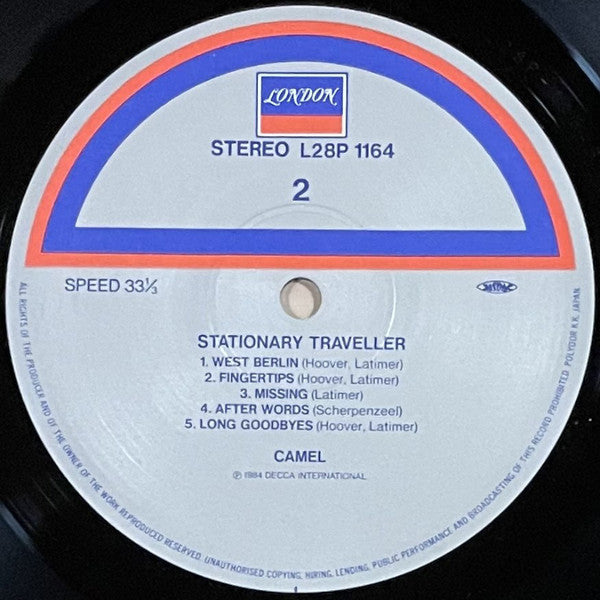 LONDON
STEREO L28P 1164
2
SPEED 33⅓
JASRAC
STATIONARY TRAVELLER
1. WEST BERLIN (Hoover, Latimer)
2. FINGERTIPS (Hoover, Latimer)
3. MISSING (Latimer)
4. AFTER WORDS (Scherpenzeel)
5. LONG GOODBYES (Hoover, Latimer)
CAMEL
℗ 1984 DECCA INTERNATIONAL
ALL RIGHTS OF THE PRODUCER AND OF THE OWNER OF THE WORK REPRODUCED RESERVED. UNAUTHORISED COPYING, HIRING, LENDING, PUBLIC PERFORMANCE AND BROADCASTING OF THIS RECORD PROHIBITED. POLYDOR K.K. JAPAN